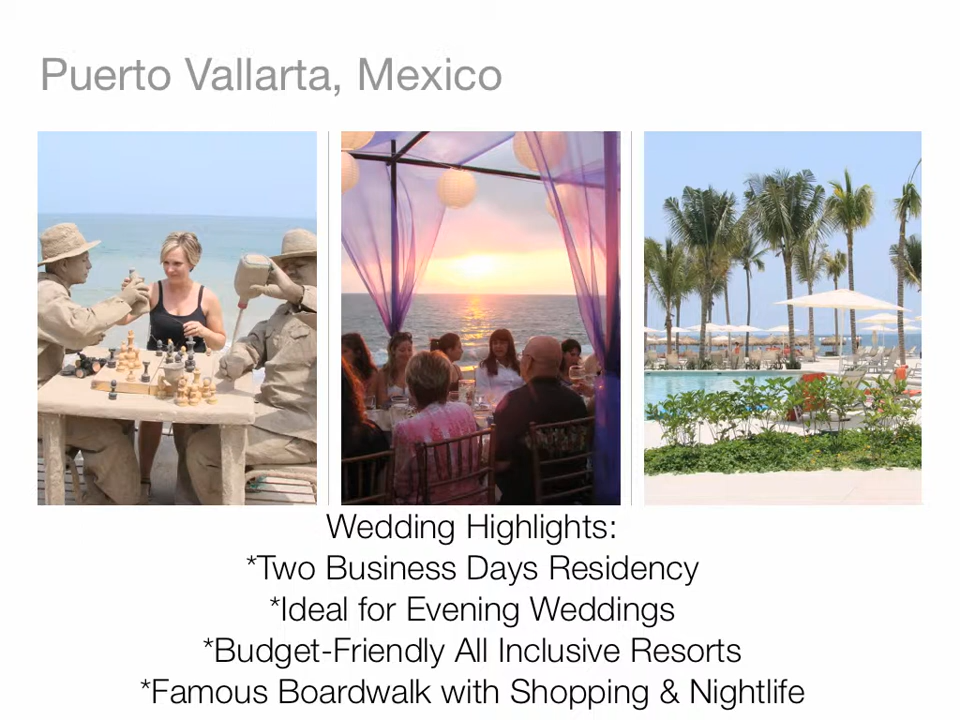 Puerto Vallarta, Mexico
Wedding Highlights:
*Two Business Days Residency
*Ideal for Evening Weddings
*Budget-Friendly All Inclusive Resorts
*Famous Boardwalk with Shopping & Nightlife